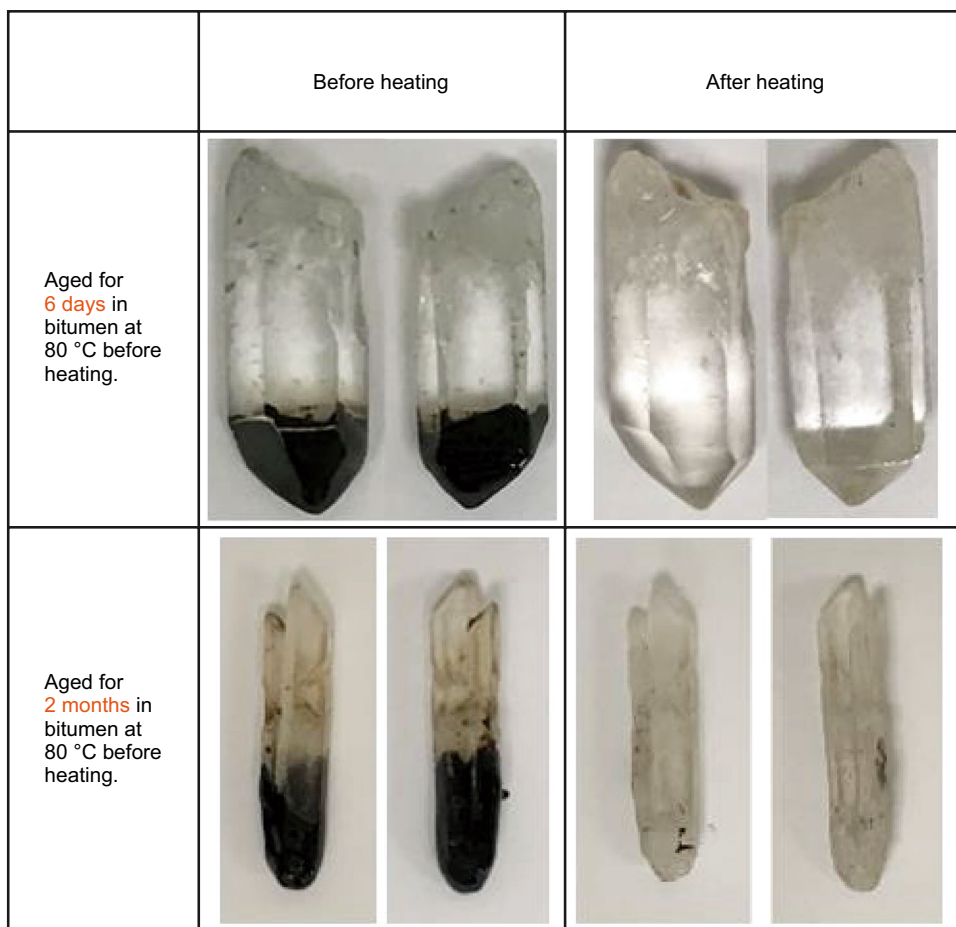 Before heating
After heating
Aged for
6 days in
bitumen at
80 °C before
heating.
Aged for
2 months in
bitumen at
80 °C before
heating.